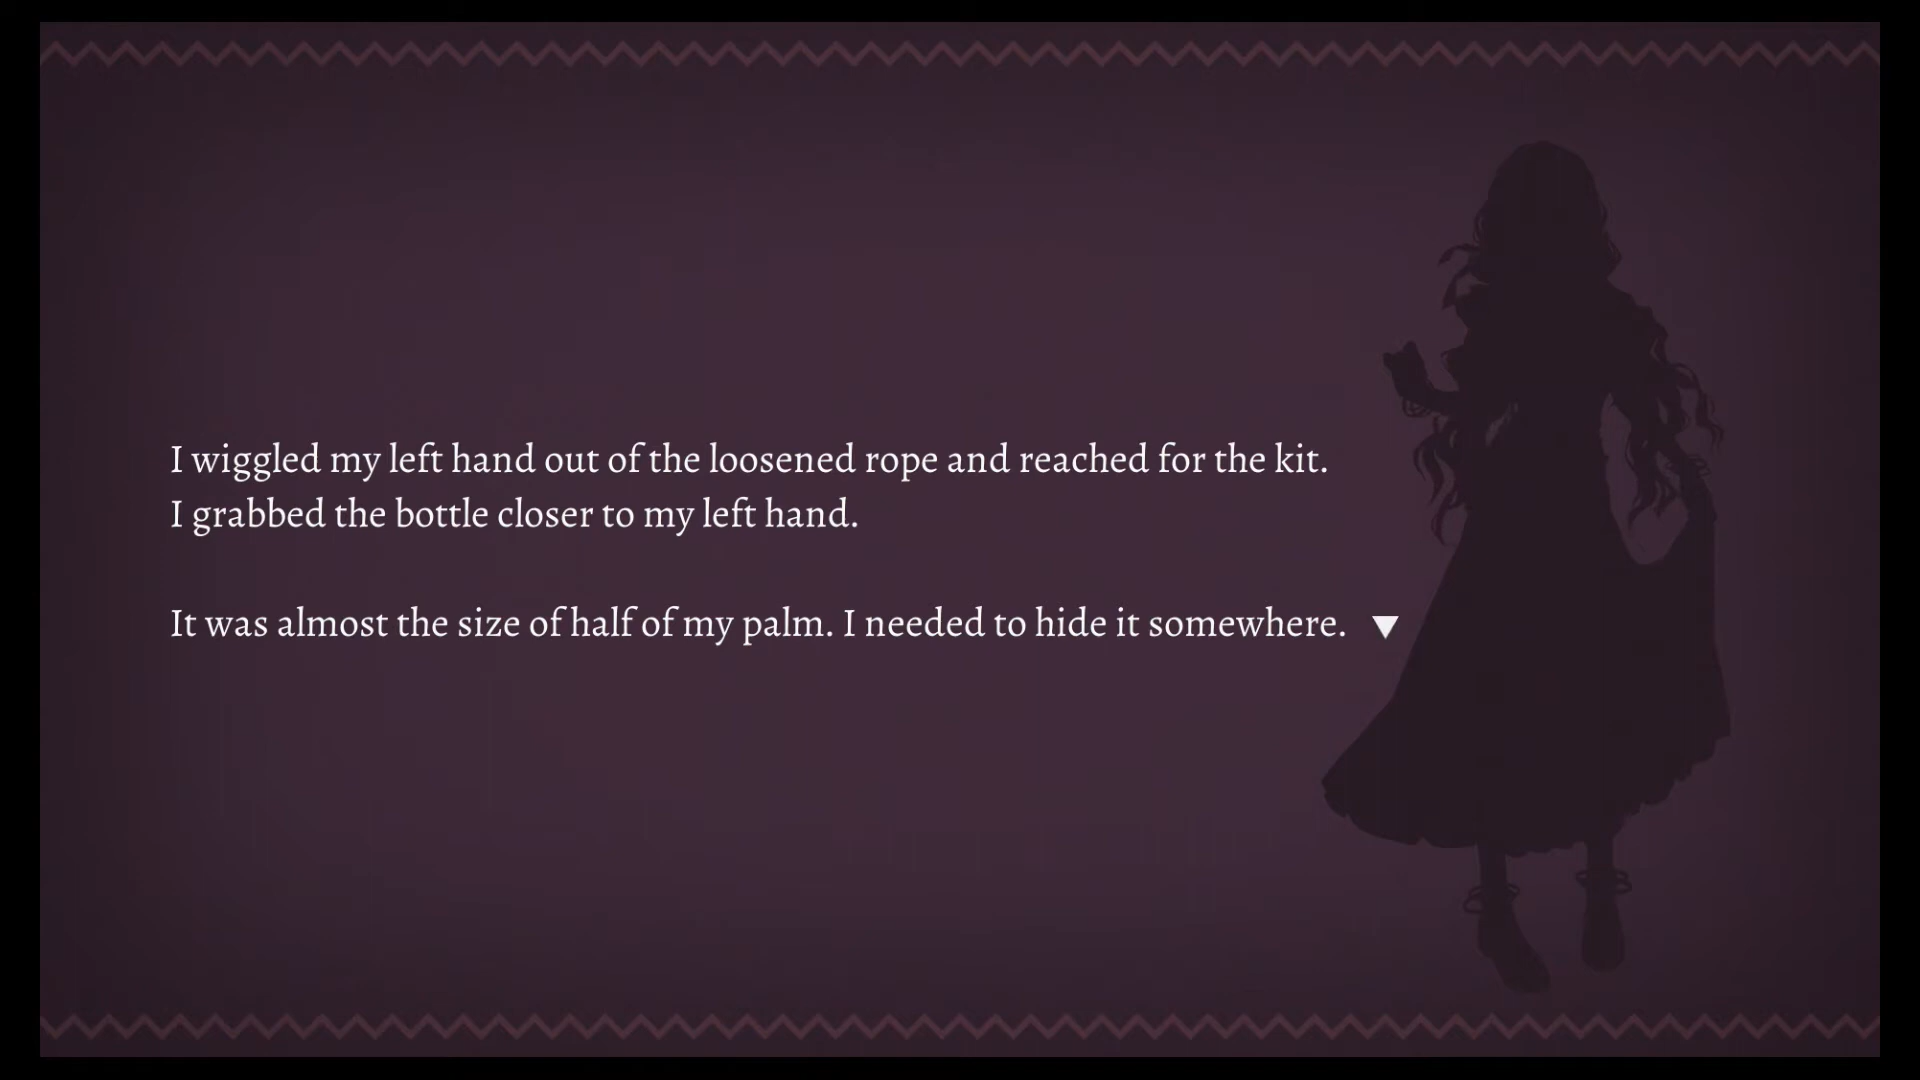 I wiggled my left hand out of the loosened rope and reached for the kit.
I grabbed the bottle closer to my left hand.
It was almost the size of half of my palm. I needed to hide it somewhere.